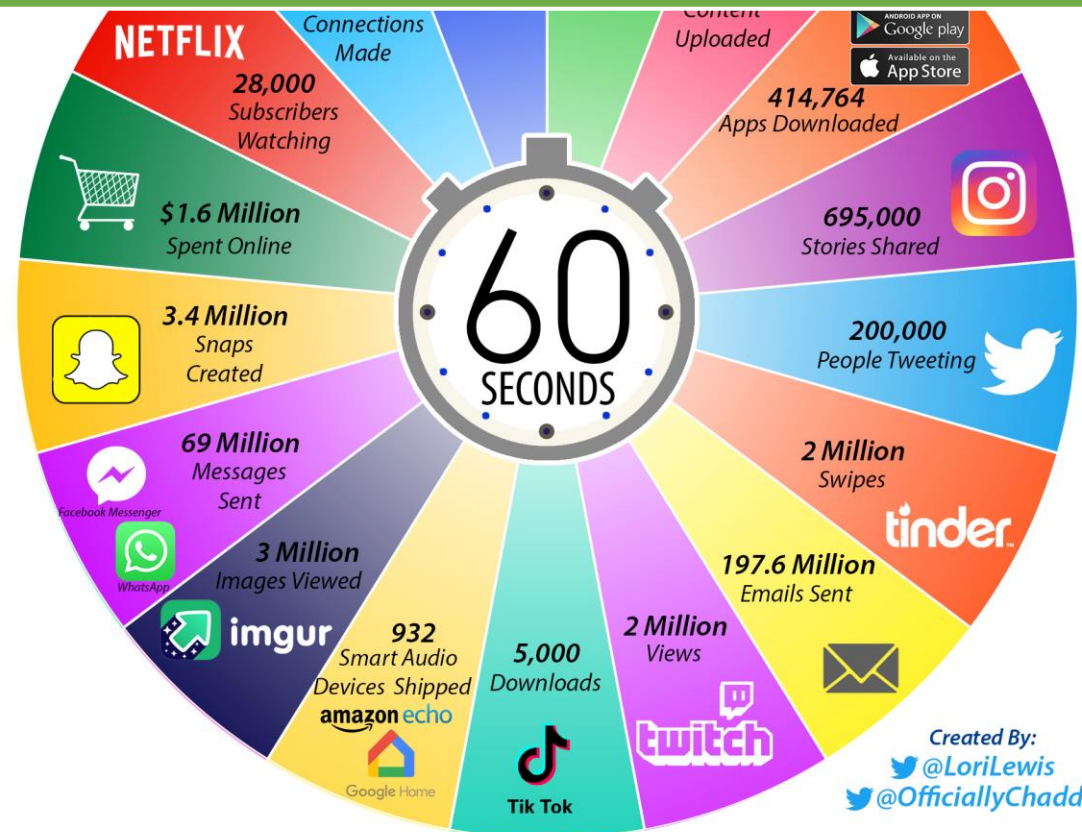 NETFLIX
28,000
Subscribers
Watching
Connections
Made
Content
Uploaded
ANDROID APP ON
Google play
Available on the
App Store
414,764
Apps Downloaded
695,000
Stories Shared
200,000
People Tweeting
2 Million
Swipes
tinder
197.6 Million
Emails Sent
2 Million
Views
twitch
5,000
Downloads
Tik Tok
932
Smart Audio
Devices Shipped
amazon echo
Google Home
3 Million
Images Viewed
imgur
69 Million
Messages
Sent
Facebook Messenger
WhatsApp
3.4 Million
Snaps
Created
$1.6 Million
Spent Online
60
SECONDS
Created By:
@LoriLewis
@OfficiallyChadd